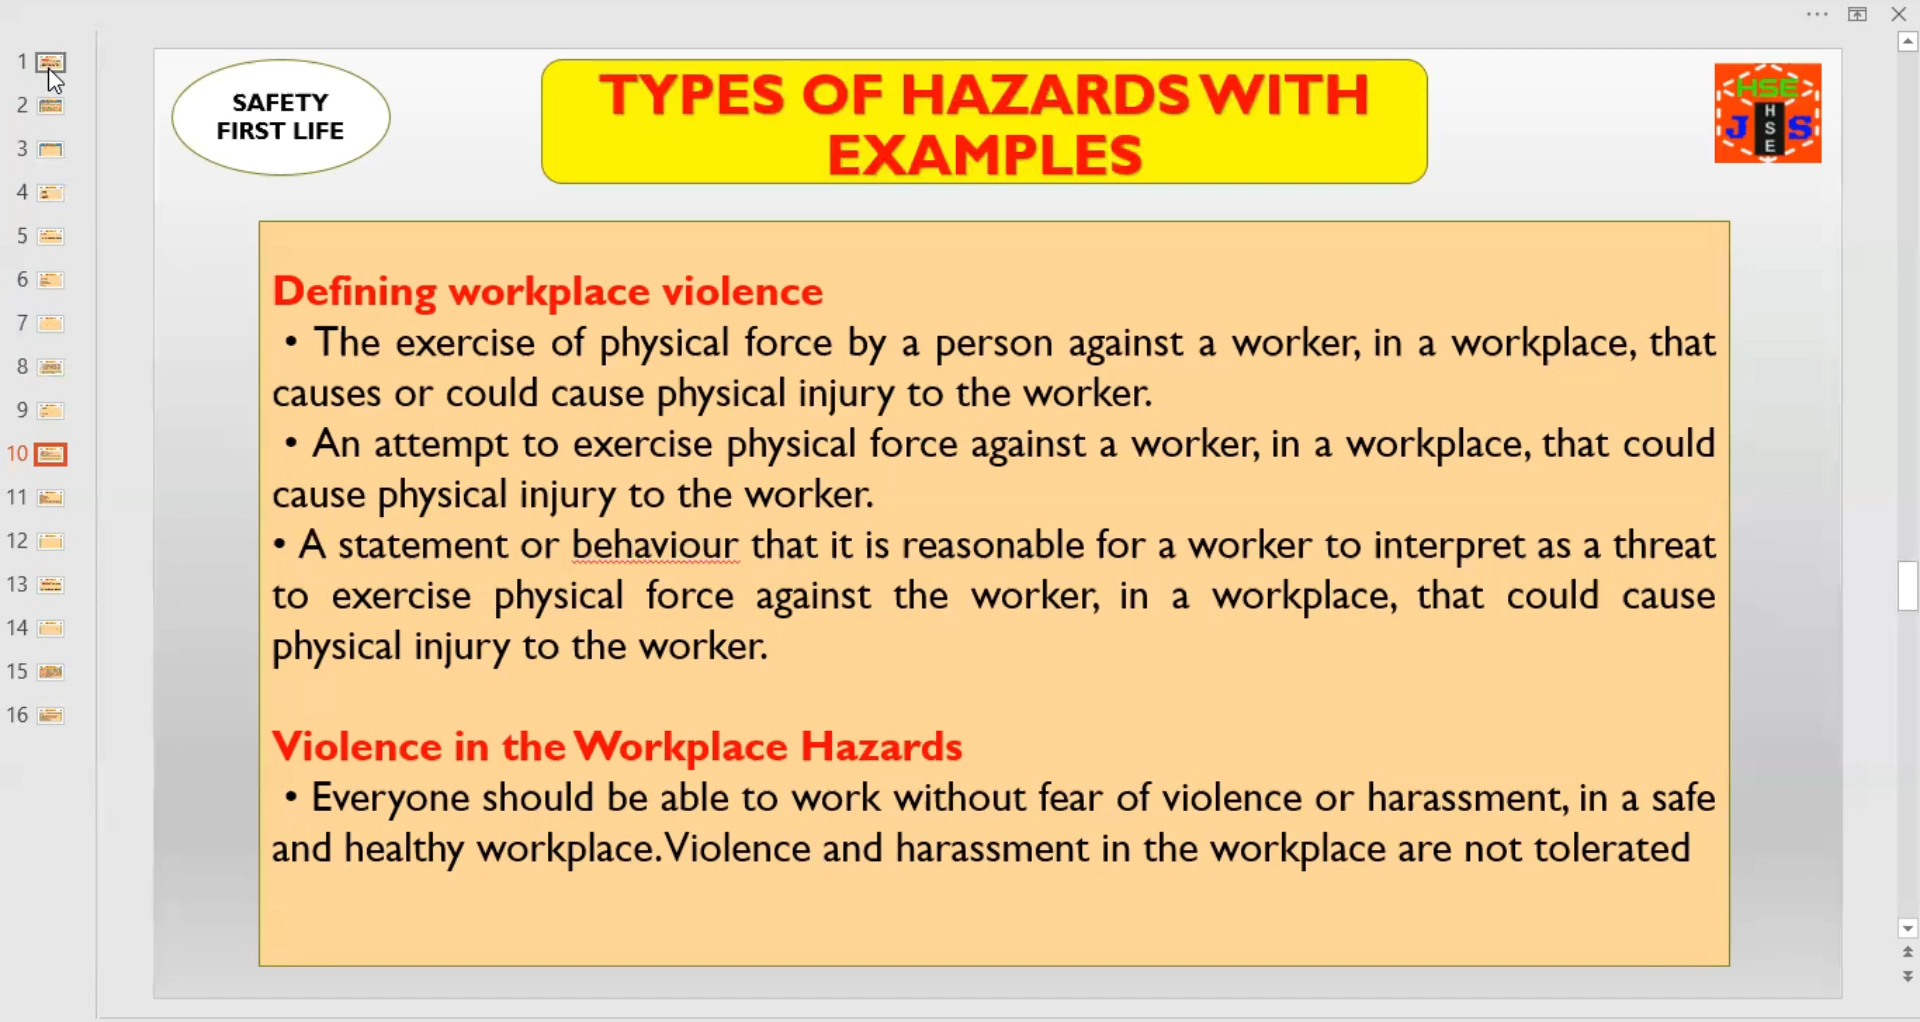 1
2
3
4
5
6
7
8
9
10
11
12
13
14
15
16
SAFETY
FIRST LIFE
TYPES OF HAZARDS WITH
EXAMPLES
HSE
J HSE S
Defining workplace violence
• The exercise of physical force by a person against a worker, in a workplace, that
causes or could cause physical injury to the worker.
• An attempt to exercise physical force against a worker, in a workplace, that could
cause physical injury to the worker.
• A statement or behaviour that it is reasonable for a worker to interpret as a threat
to exercise physical force against the worker, in a workplace, that could cause
physical injury to the worker.
Violence in the Workplace Hazards
• Everyone should be able to work without fear of violence or harassment, in a safe
and healthy workplace. Violence and harassment in the workplace are not tolerated